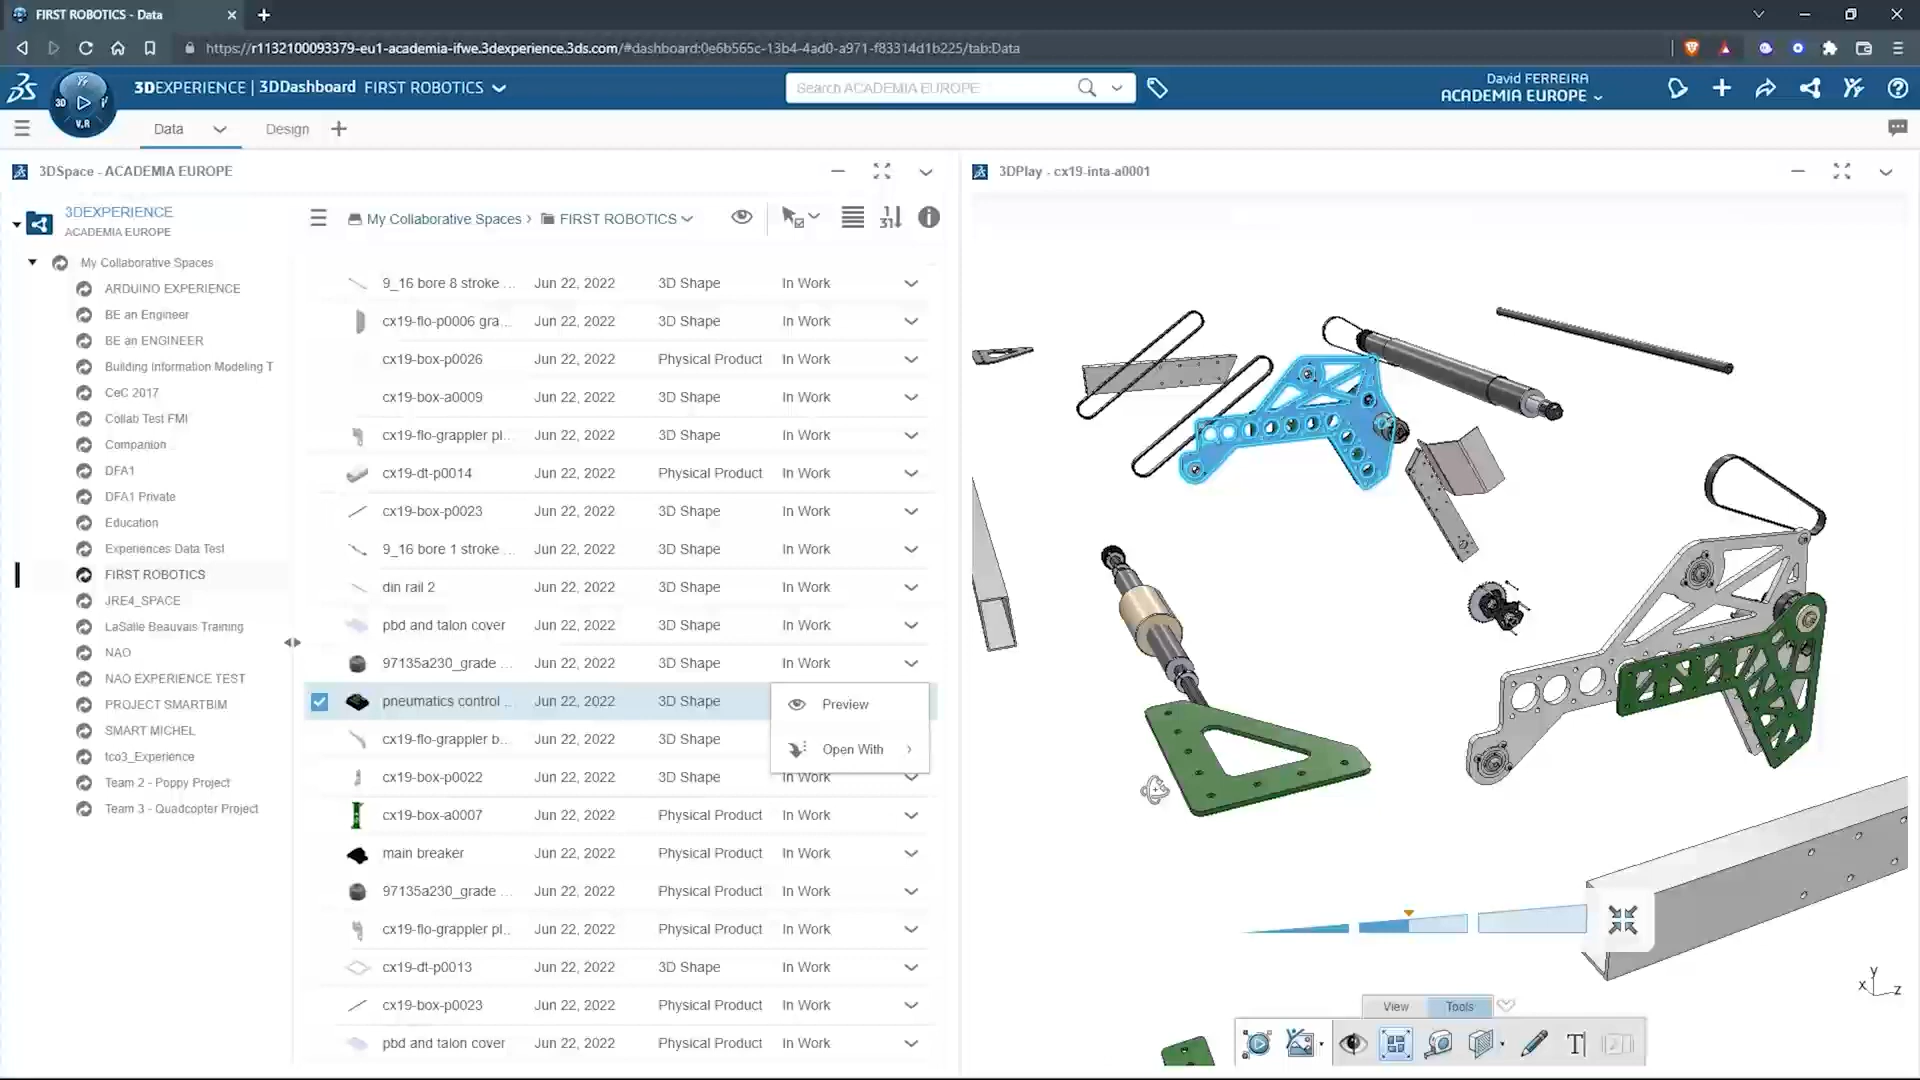 FIRST ROBOTICS - Data
https://r1132100093379-eu1-academia-ifwe.3dexperience.3ds.com/#dashboard:0e6b565c-13b4-4ad0-a971-f83314d1b225/tab:Data
3D V.R
3DEXPERIENCE | 3DDashboard FIRST ROBOTICS
Search ACADEMIA EUROPE
David FERREIRA
ACADEMIA EUROPE
Data
Design
3DSpace - ACADEMIA EUROPE
3DEXPERIENCE
ACADEMIA EUROPE
My Collaborative Spaces
ARDUINO EXPERIENCE
BE an Engineer
BE an ENGINEER
Building Information Modeling T
CeC 2017
Collab Test FMI
Companion
DFA1
DFA1 Private
Education
Experiences Data Test
FIRST ROBOTICS
JRE4_SPACE
LaSalle Beauvais Training
NAO
NAO EXPERIENCE TEST
PROJECT SMARTBIM
SMART MICHEL
tco3_Experience
Team 2 - Poppy Project
Team 3 - Quadcopter Project
My Collaborative Spaces › FIRST ROBOTICS
9_16 bore 8 stroke ... Jun 22, 2022 3D Shape In Work
cx19-flo-p0006 gra... Jun 22, 2022 3D Shape In Work
cx19-box-p0026 Jun 22, 2022 Physical Product In Work
cx19-box-a0009 Jun 22, 2022 3D Shape In Work
cx19-flo-grappler pl... Jun 22, 2022 3D Shape In Work
cx19-dt-p0014 Jun 22, 2022 Physical Product In Work
cx19-box-p0023 Jun 22, 2022 3D Shape In Work
9_16 bore 1 stroke ... Jun 22, 2022 3D Shape In Work
din rail 2 Jun 22, 2022 3D Shape In Work
pbd and talon cover Jun 22, 2022 3D Shape In Work
97135a230_grade ... Jun 22, 2022 3D Shape In Work
pneumatics control ... Jun 22, 2022 3D Shape
cx19-flo-grappler b... Jun 22, 2022 3D Shape
cx19-box-p0022 Jun 22, 2022 3D Shape In Work
cx19-box-a0007 Jun 22, 2022 Physical Product In Work
main breaker Jun 22, 2022 Physical Product In Work
97135a230_grade ... Jun 22, 2022 Physical Product In Work
cx19-flo-grappler pl... Jun 22, 2022 Physical Product In Work
cx19-dt-p0013 Jun 22, 2022 3D Shape In Work
cx19-box-p0023 Jun 22, 2022 Physical Product In Work
pbd and talon cover Jun 22, 2022 Physical Product In Work
Preview
Open With
3DPlay - cx19-inta-a0001
y
x z
View
Tools